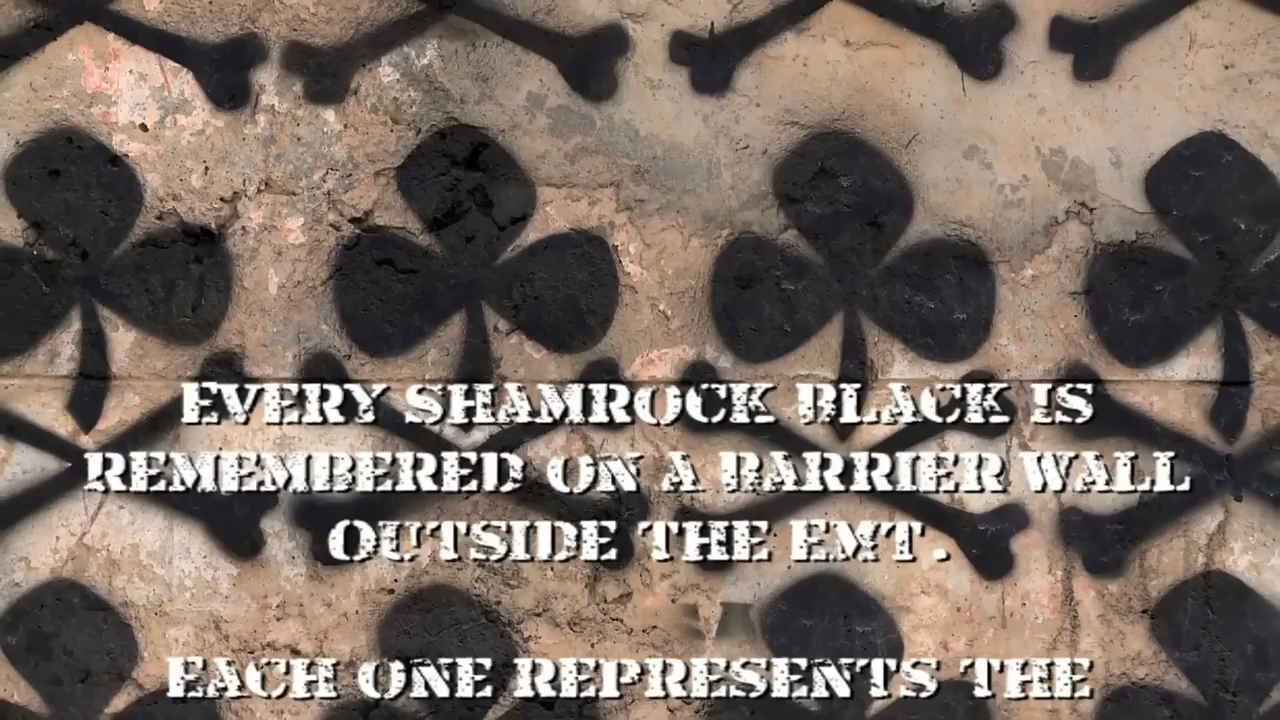 EVERY SHAMROCK BLACK IS
REMEMBERED ON A BARRIER WALL
OUTSIDE THE EMT.
EACH ONE REPRESENTS THE